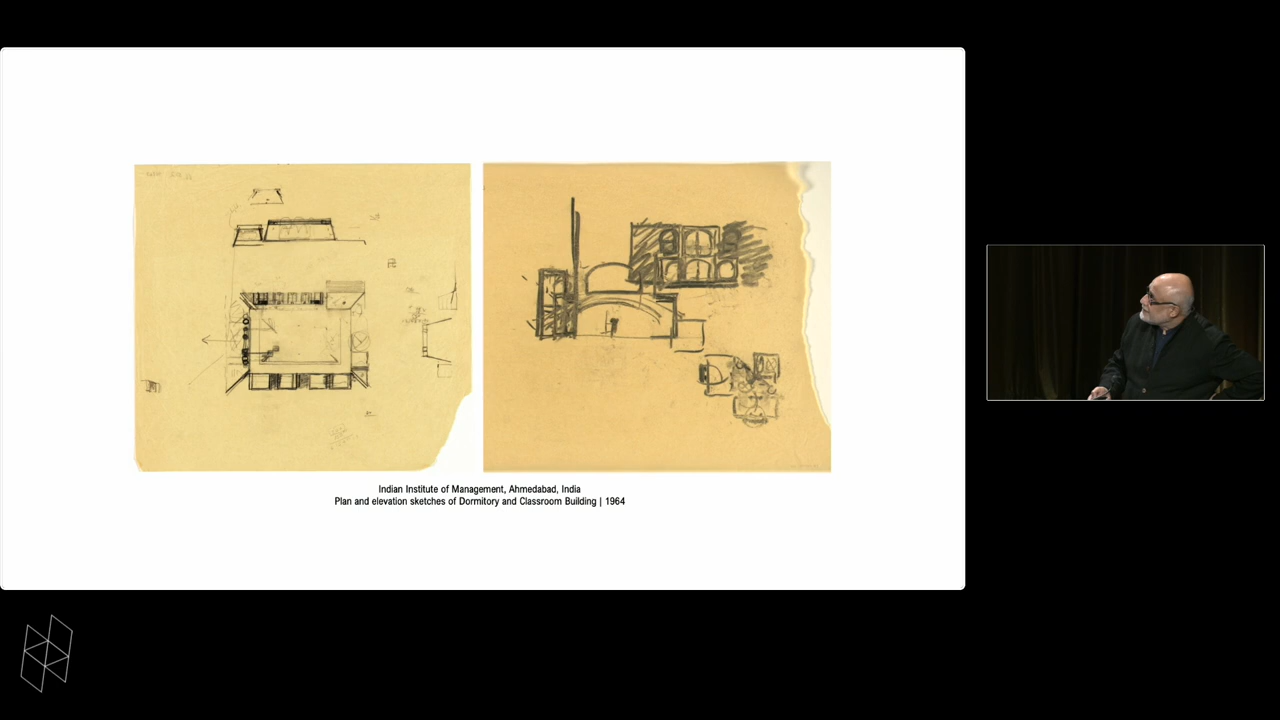 Indian Institute of Management, Ahmedabad, India
Plan and elevation sketches of Dormitory and Classroom Building | 1964